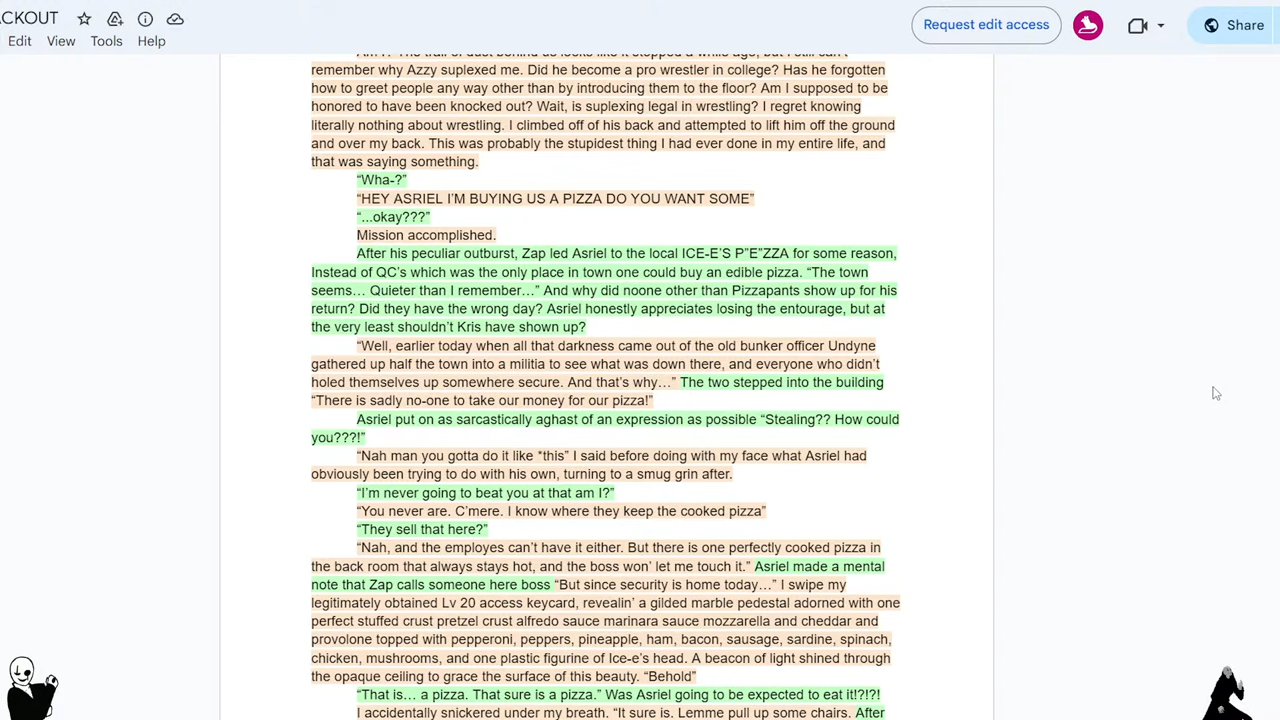 CKOUT
Request edit access
Share
Edit View Tools Help
remember why Azzy suplexed me. Did he become a pro wrestler in college? Has he forgotten
how to greet people any way other than by introducing them to the floor? Am I supposed to be
honored to have been knocked out? Wait, is suplexing legal in wrestling? I regret knowing
literally nothing about wrestling. I climbed off of his back and attempted to lift him off the ground
and over my back. This was probably the stupidest thing I had ever done in my entire life, and
that was saying something.
“Wha-?”
“HEY ASRIEL I’M BUYING US A PIZZA DO YOU WANT SOME”
“...okay???”
Mission accomplished.
After his peculiar outburst, Zap led Asriel to the local ICE-E’S P”E”ZZA for some reason,
Instead of QC’s which was the only place in town one could buy an edible pizza. “The town
seems… Quieter than I remember…” And why did noone other than Pizzapants show up for his
return? Did they have the wrong day? Asriel honestly appreciates losing the entourage, but at
the very least shouldn’t Kris have shown up?
“Well, earlier today when all that darkness came out of the old bunker officer Undyne
gathered up half the town into a militia to see what was down there, and everyone who didn’t
holed themselves up somewhere secure. And that’s why…” The two stepped into the building
“There is sadly no-one to take our money for our pizza!”
Asriel put on as sarcastically aghast of an expression as possible “Stealing?? How could
you???!”
“Nah man you gotta do it like *this” I said before doing with my face what Asriel had
obviously been trying to do with his own, turning to a smug grin after.
“I’m never going to beat you at that am I?”
“You never are. C’mere. I know where they keep the cooked pizza”
“They sell that here?”
“Nah, and the employes can’t have it either. But there is one perfectly cooked pizza in
the back room that always stays hot, and the boss won’ let me touch it.” Asriel made a mental
note that Zap calls someone here boss “But since security is home today…” I swipe my
legitimately obtained Lv 20 access keycard, revealin’ a gilded marble pedestal adorned with one
perfect stuffed crust pretzel crust alfredo sauce marinara sauce mozzarella and cheddar and
provolone topped with pepperoni, peppers, pineapple, ham, bacon, sausage, sardine, spinach,
chicken, mushrooms, and one plastic figurine of Ice-e’s head. A beacon of light shined through
the opaque ceiling to grace the surface of this beauty. “Behold”
“That is… a pizza. That sure is a pizza.” Was Asriel going to be expected to eat it!?!?!
I accidentally snickered under my breath. “It sure is. Lemme pull up some chairs. After